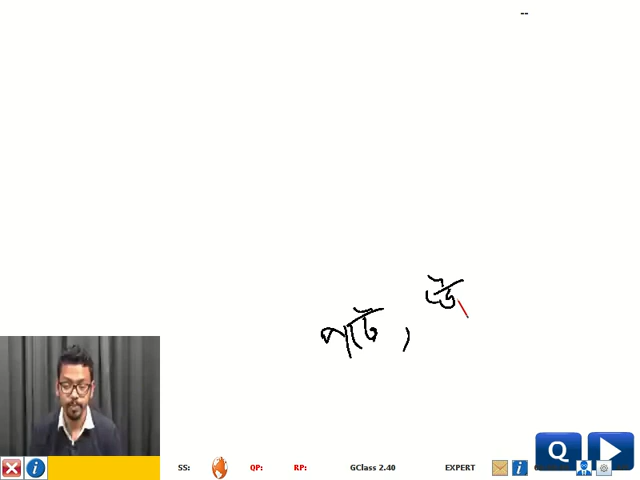 --
পাট,
SS: QP: RP: GClass 2.40 EXPERT
Q